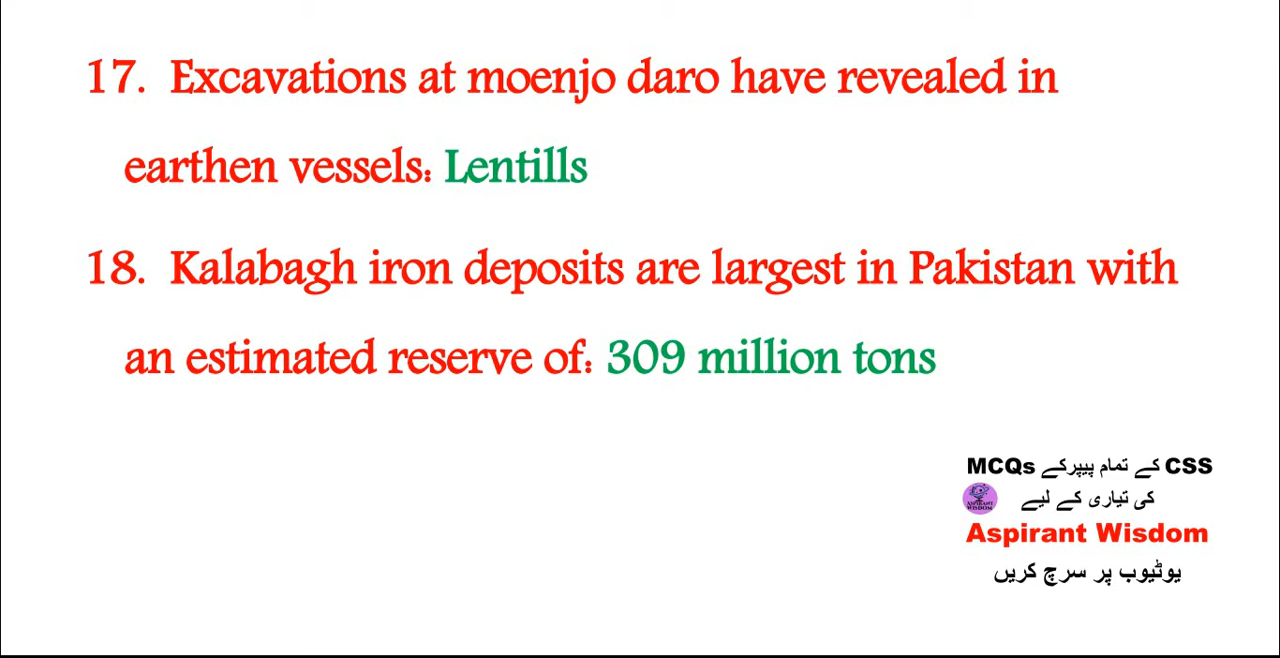 17. Excavations at moenjo daro have revealed in
earthen vessels: Lentills
18. Kalabagh iron deposits are largest in Pakistan with
an estimated reserve of: 309 million tons
CSS کے تمام پیپرکے MCQs
کی تیاری کے لیے
ASPIRANT
WISDOM
Aspirant Wisdom
یوٹیوب پر سرچ کریں